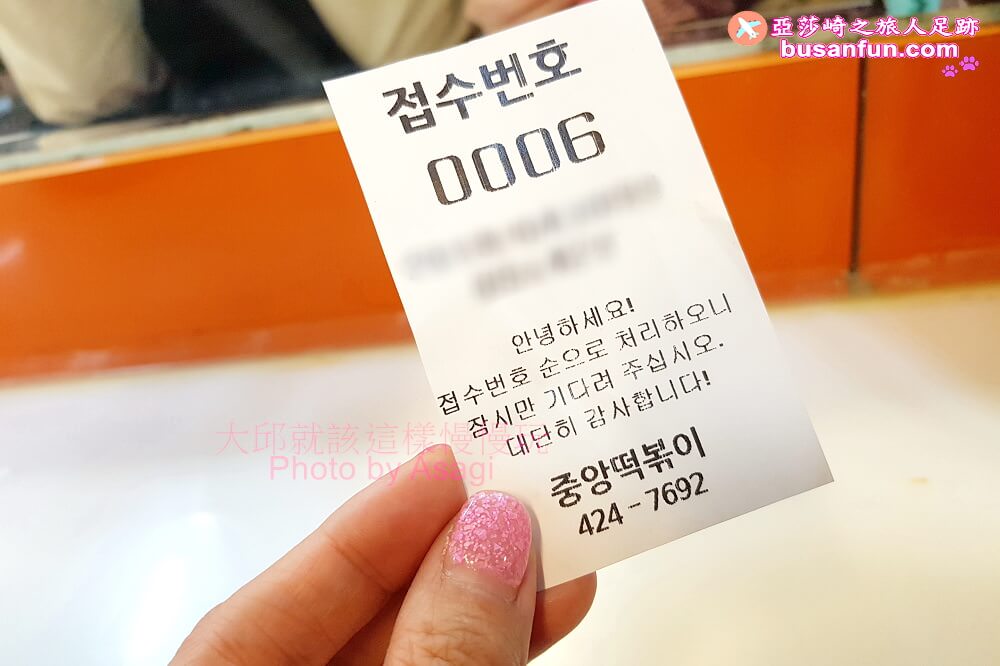 亞莎崎之旅人足跡
busanfun.com
접수번호
0006
안녕하세요!
접수번호 순으로 처리하오니
잠시만 기다려 주십시오.
대단히 감사합니다!
중앙떡볶이
424-7692
大邱就該這樣慢慢玩
Photo by Asagi